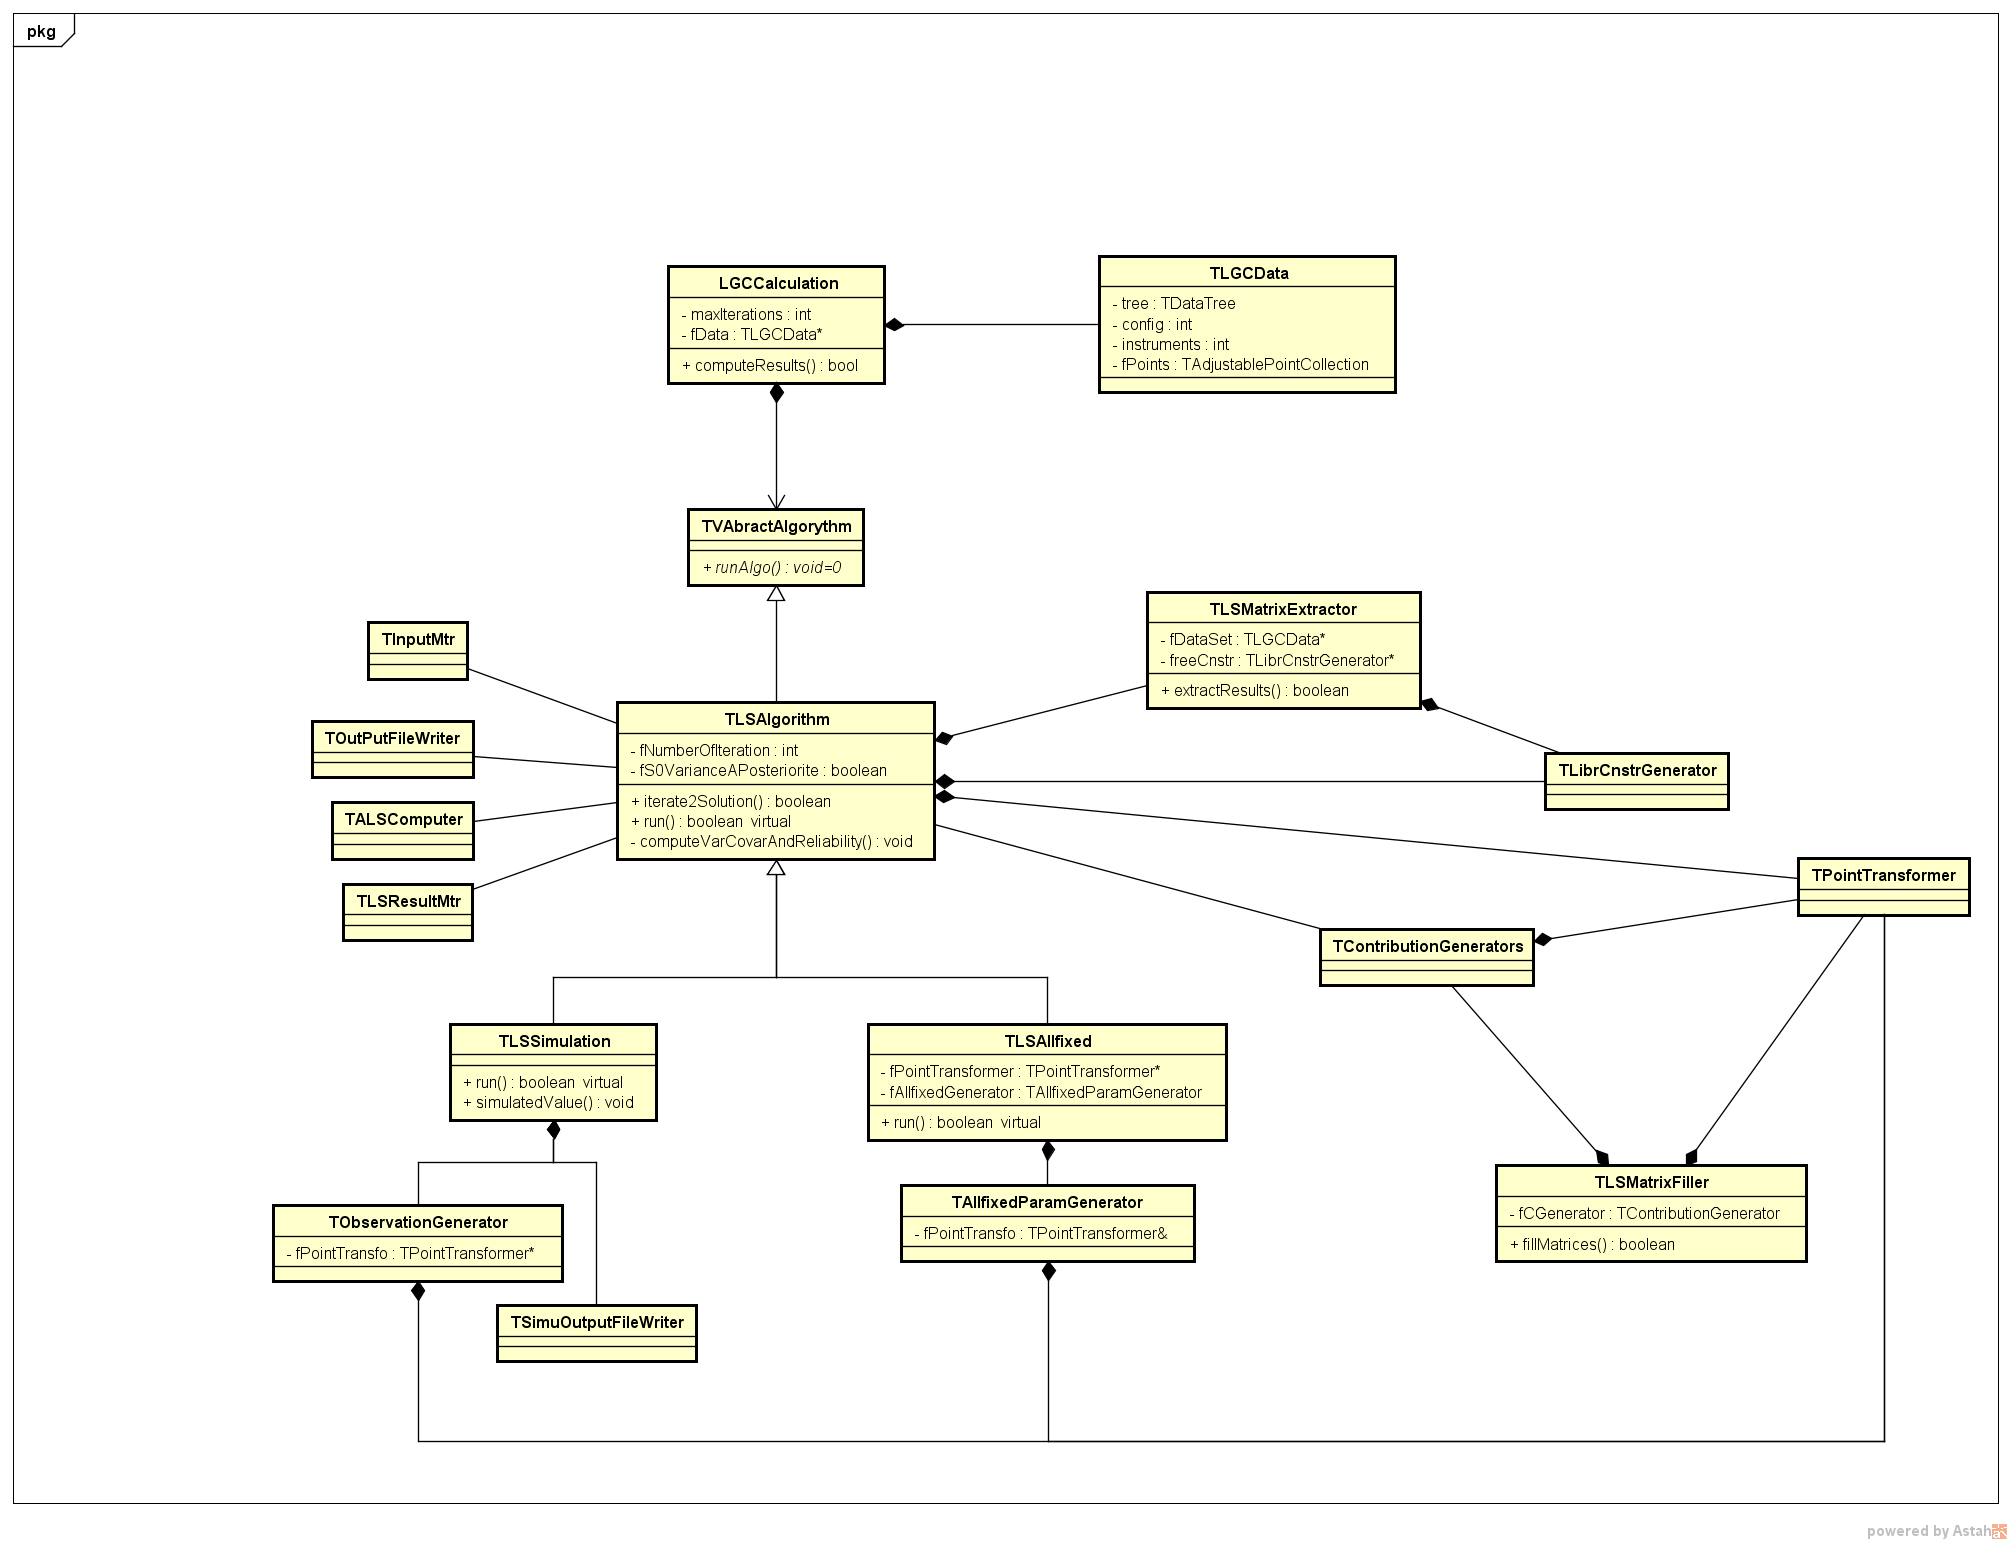 pkg
LGCCalculation
- maxIterations : int
- fData : TLGCData*
+ computeResults() : bool
TLGCData
- tree : TDataTree
- config : int
- instruments : int
- fPoints : TAdjustablePointCollection
TVAbractAlgorythm
+ runAlgo() : void=0
TInputMtr
TOutPutFileWriter
TALSComputer
TLSResultMtr
TLSAlgorithm
- fNumberOfIteration : int
- fS0VarianceAPosteriorite : boolean
+ iterate2Solution() : boolean
+ run() : boolean virtual
- computeVarCovarAndReliability() : void
TLSMatrixExtractor
- fDataSet : TLGCData*
- freeCnstr : TLibrCnstrGenerator*
+ extractResults() : boolean
TLibrCnstrGenerator
TPointTransformer
TContributionGenerators
TLSSimulation
+ run() : boolean virtual
+ simulatedValue() : void
TLSAllfixed
- fPointTransformer : TPointTransformer*
- fAllfixedGenerator : TAllfixedParamGenerator
+ run() : boolean virtual
TObservationGenerator
- fPointTransfo : TPointTransformer*
TSimuOutputFileWriter
TAllfixedParamGenerator
- fPointTransfo : TPointTransformer&
TLSMatrixFiller
- fCGenerator : TContributionGenerator
+ fillMatrices() : boolean
powered by Astah